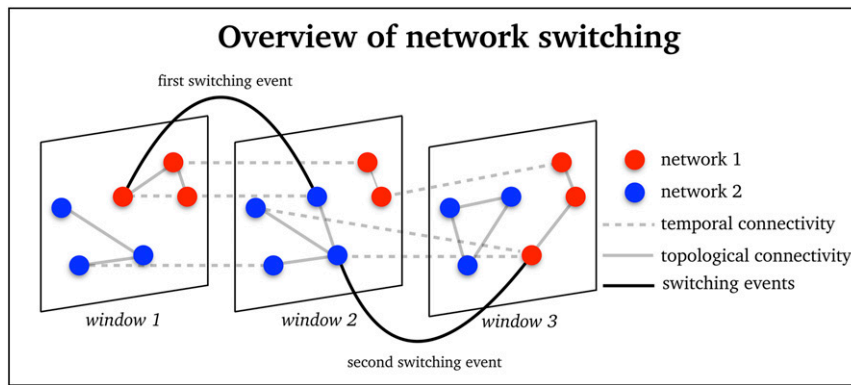 Overview of network switching
first switching event
network 1
network 2
temporal connectivity
topological connectivity
switching events
window 1
window 2
window 3
second switching event